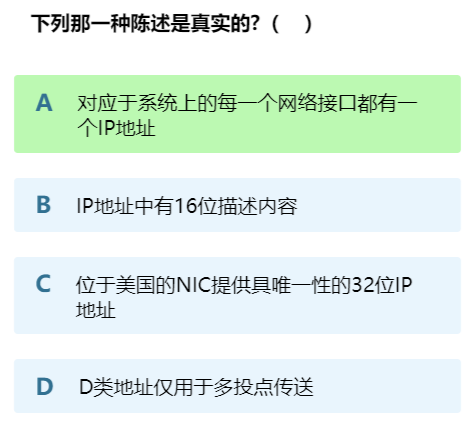 下列那一种陈述是真实的?（ ）
A 对应于系统上的每一个网络接口都有一
个IP地址
B IP地址中有16位描述内容
C 位于美国的NIC提供具唯一性的32位IP
地址
D D类地址仅用于多投点传送